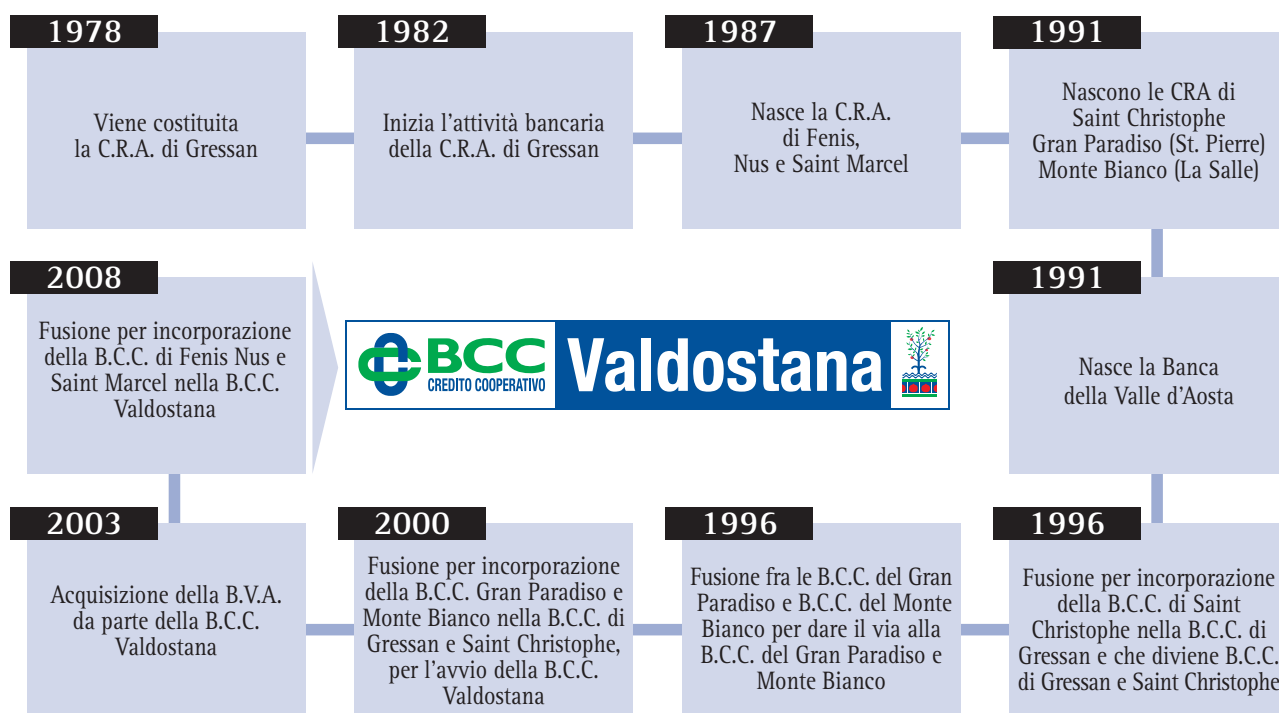 1978
Viene costituita
la C.R.A. di Gressan
1982
Inizia l'attività bancaria
della C.R.A. di Gressan
1987
Nasce la C.R.A.
di Fenis,
Nus e Saint Marcel
1991
Nascono le CRA di
Saint Christophe
Gran Paradiso (St. Pierre)
Monte Bianco (La Salle)
1991
Nasce la Banca
della Valle d'Aosta
1996
Fusione per incorporazione
della B.C.C. di Saint
Christophe nella B.C.C. di
Gressan e che diviene B.C.C.
di Gressan e Saint Christophe
1996
Fusione fra le B.C.C. del Gran
Paradiso e B.C.C. del Monte
Bianco per dare il via alla
B.C.C. del Gran Paradiso e
Monte Bianco
2000
Fusione per incorporazione
della B.C.C. Gran Paradiso e
Monte Bianco nella B.C.C. di
Gressan e Saint Christophe,
per l'avvio della B.C.C.
Valdostana
2003
Acquisizione della B.V.A.
da parte della B.C.C.
Valdostana
2008
Fusione per incorporazione
della B.C.C. di Fenis Nus e
Saint Marcel nella B.C.C.
Valdostana
BCC
CREDITO COOPERATIVO
Valdostana